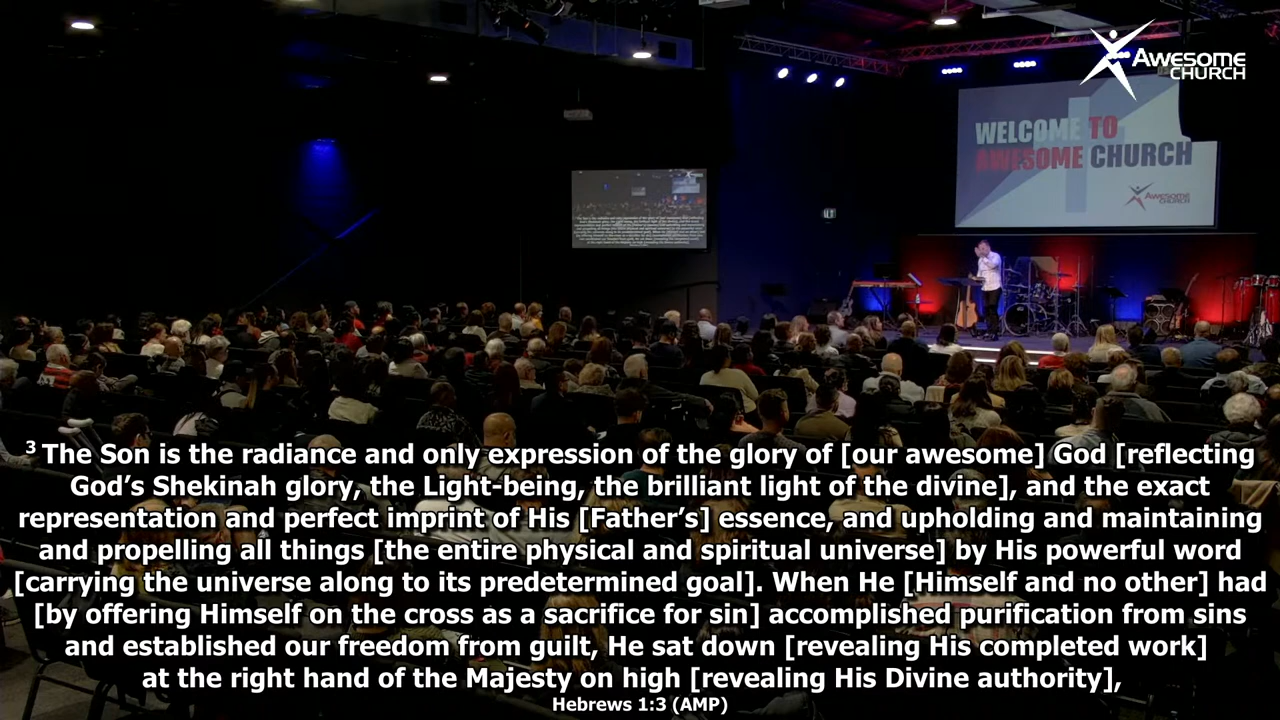 AWESOME
CHURCH
WELCOME TO
AWESOME CHURCH
AWESOME
CHURCH
³ The Son is the radiance and only expression of the glory of [our awesome] God [reflecting
God’s Shekinah glory, the Light-being, the brilliant light of the divine], and the exact
representation and perfect imprint of His [Father’s] essence, and upholding and maintaining
and propelling all things [the entire physical and spiritual universe] by His powerful word
[carrying the universe along to its predetermined goal]. When He [Himself and no other] had
[by offering Himself on the cross as a sacrifice for sin] accomplished purification from sins
and established our freedom from guilt, He sat down [revealing His completed work]
at the right hand of the Majesty on high [revealing His Divine authority],
Hebrews 1:3 (AMP)